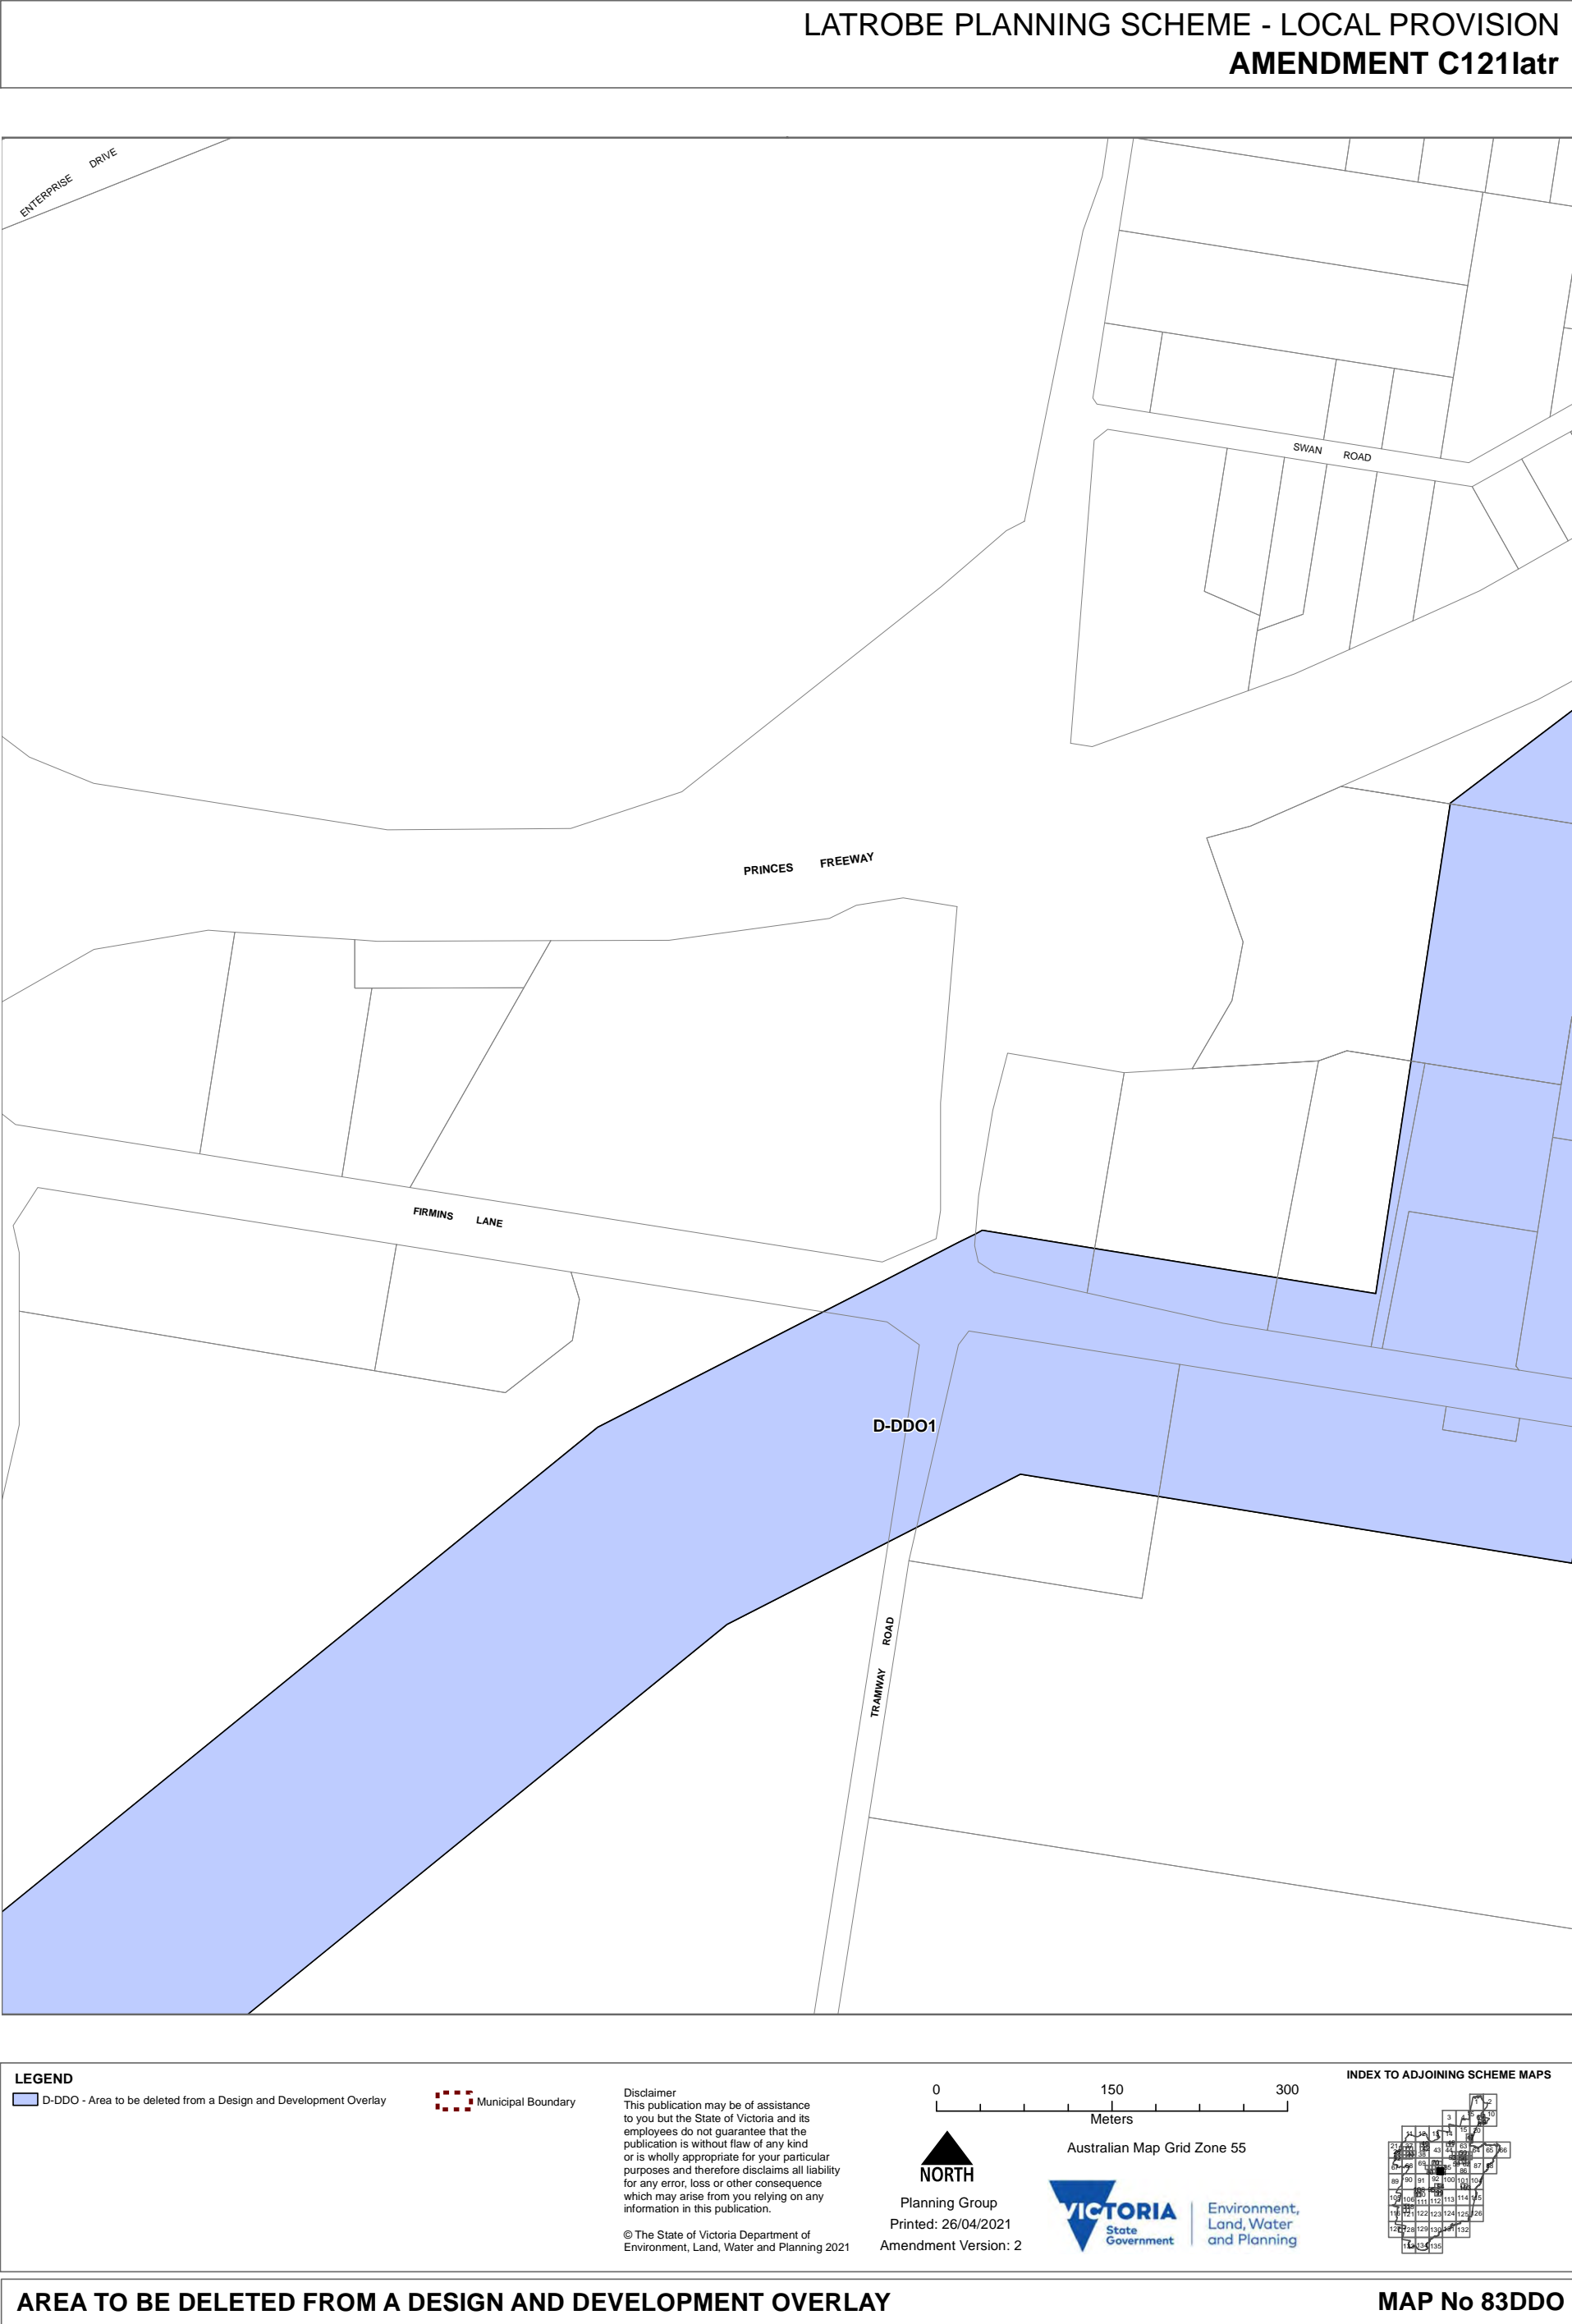 LATROBE PLANNING SCHEME - LOCAL PROVISION
AMENDMENT C121latr
ENTERPRISE DRIVE
SWAN ROAD
PRINCES FREEWAY
FIRMINS LANE
D-DDO1
TRAMWAY ROAD
LEGEND
D-DDO - Area to be deleted from a Design and Development Overlay
Municipal Boundary
Disclaimer
This publication may be of assistance
to you but the State of Victoria and its
employees do not guarantee that the
publication is without flaw of any kind
or is wholly appropriate for your particular
purposes and therefore disclaims all liability
for any error, loss or other consequence
which may arise from you relying on any
information in this publication.
© The State of Victoria Department of
Environment, Land, Water and Planning 2021
0 150 300
Meters
Australian Map Grid Zone 55
NORTH
Planning Group
Printed: 26/04/2021
Amendment Version: 2
VICTORIA
State
Government
Environment,
Land, Water
and Planning
INDEX TO ADJOINING SCHEME MAPS
AREA TO BE DELETED FROM A DESIGN AND DEVELOPMENT OVERLAY
MAP No 83DDO